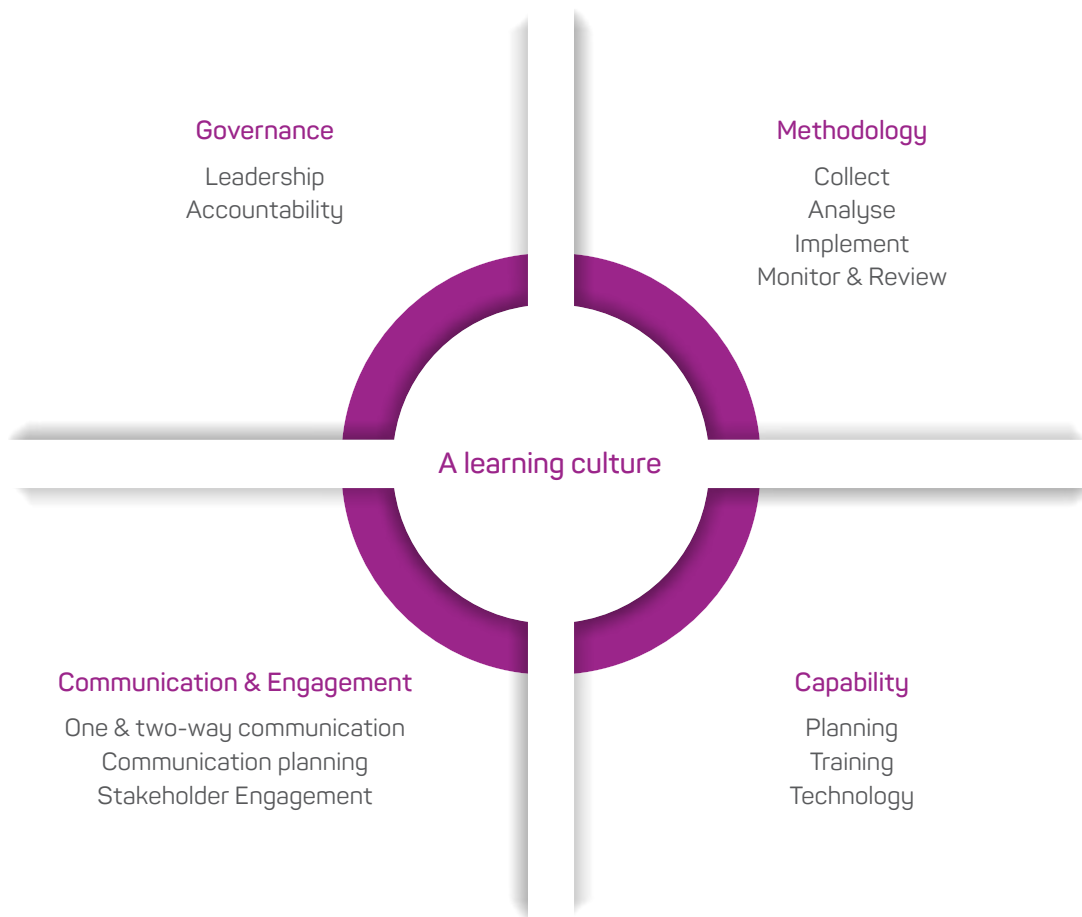 Governance
Leadership
Accountability
Methodology
Collect
Analyse
Implement
Monitor & Review
A learning culture
Communication & Engagement
One & two-way communication
Communication planning
Stakeholder Engagement
Capability
Planning
Training
Technology